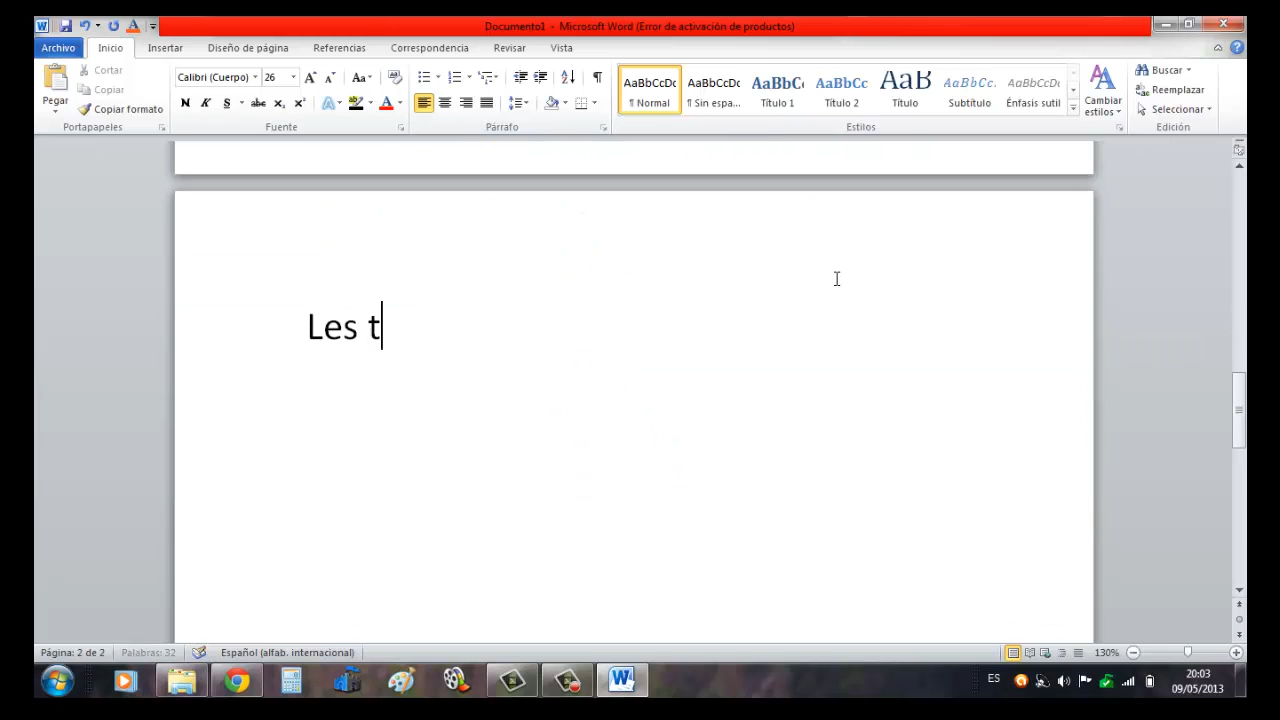 Documento1 - Microsoft Word (Error de activación de productos)
Archivo Inicio Insertar Diseño de página Referencias Correspondencia Revisar Vista
Pegar
Cortar
Copiar
Copiar formato
Portapapeles
Calibri (Cuerpo) 26
Fuente
Párrafo
AaBbCcDc ¶ Normal
AaBbCcDc ¶ Sin espa...
AaBbCc Título 1
AaBbCc Título 2
AaB Título
AaBbCc. Subtítulo
AaBbCcDc Énfasis sutil
Cambiar estilos
Estilos
Buscar
Reemplazar
Seleccionar
Edición
Les t
Página: 2 de 2 Palabras: 32 Español (alfab. internacional) 130%
ES 20:03
09/05/2013